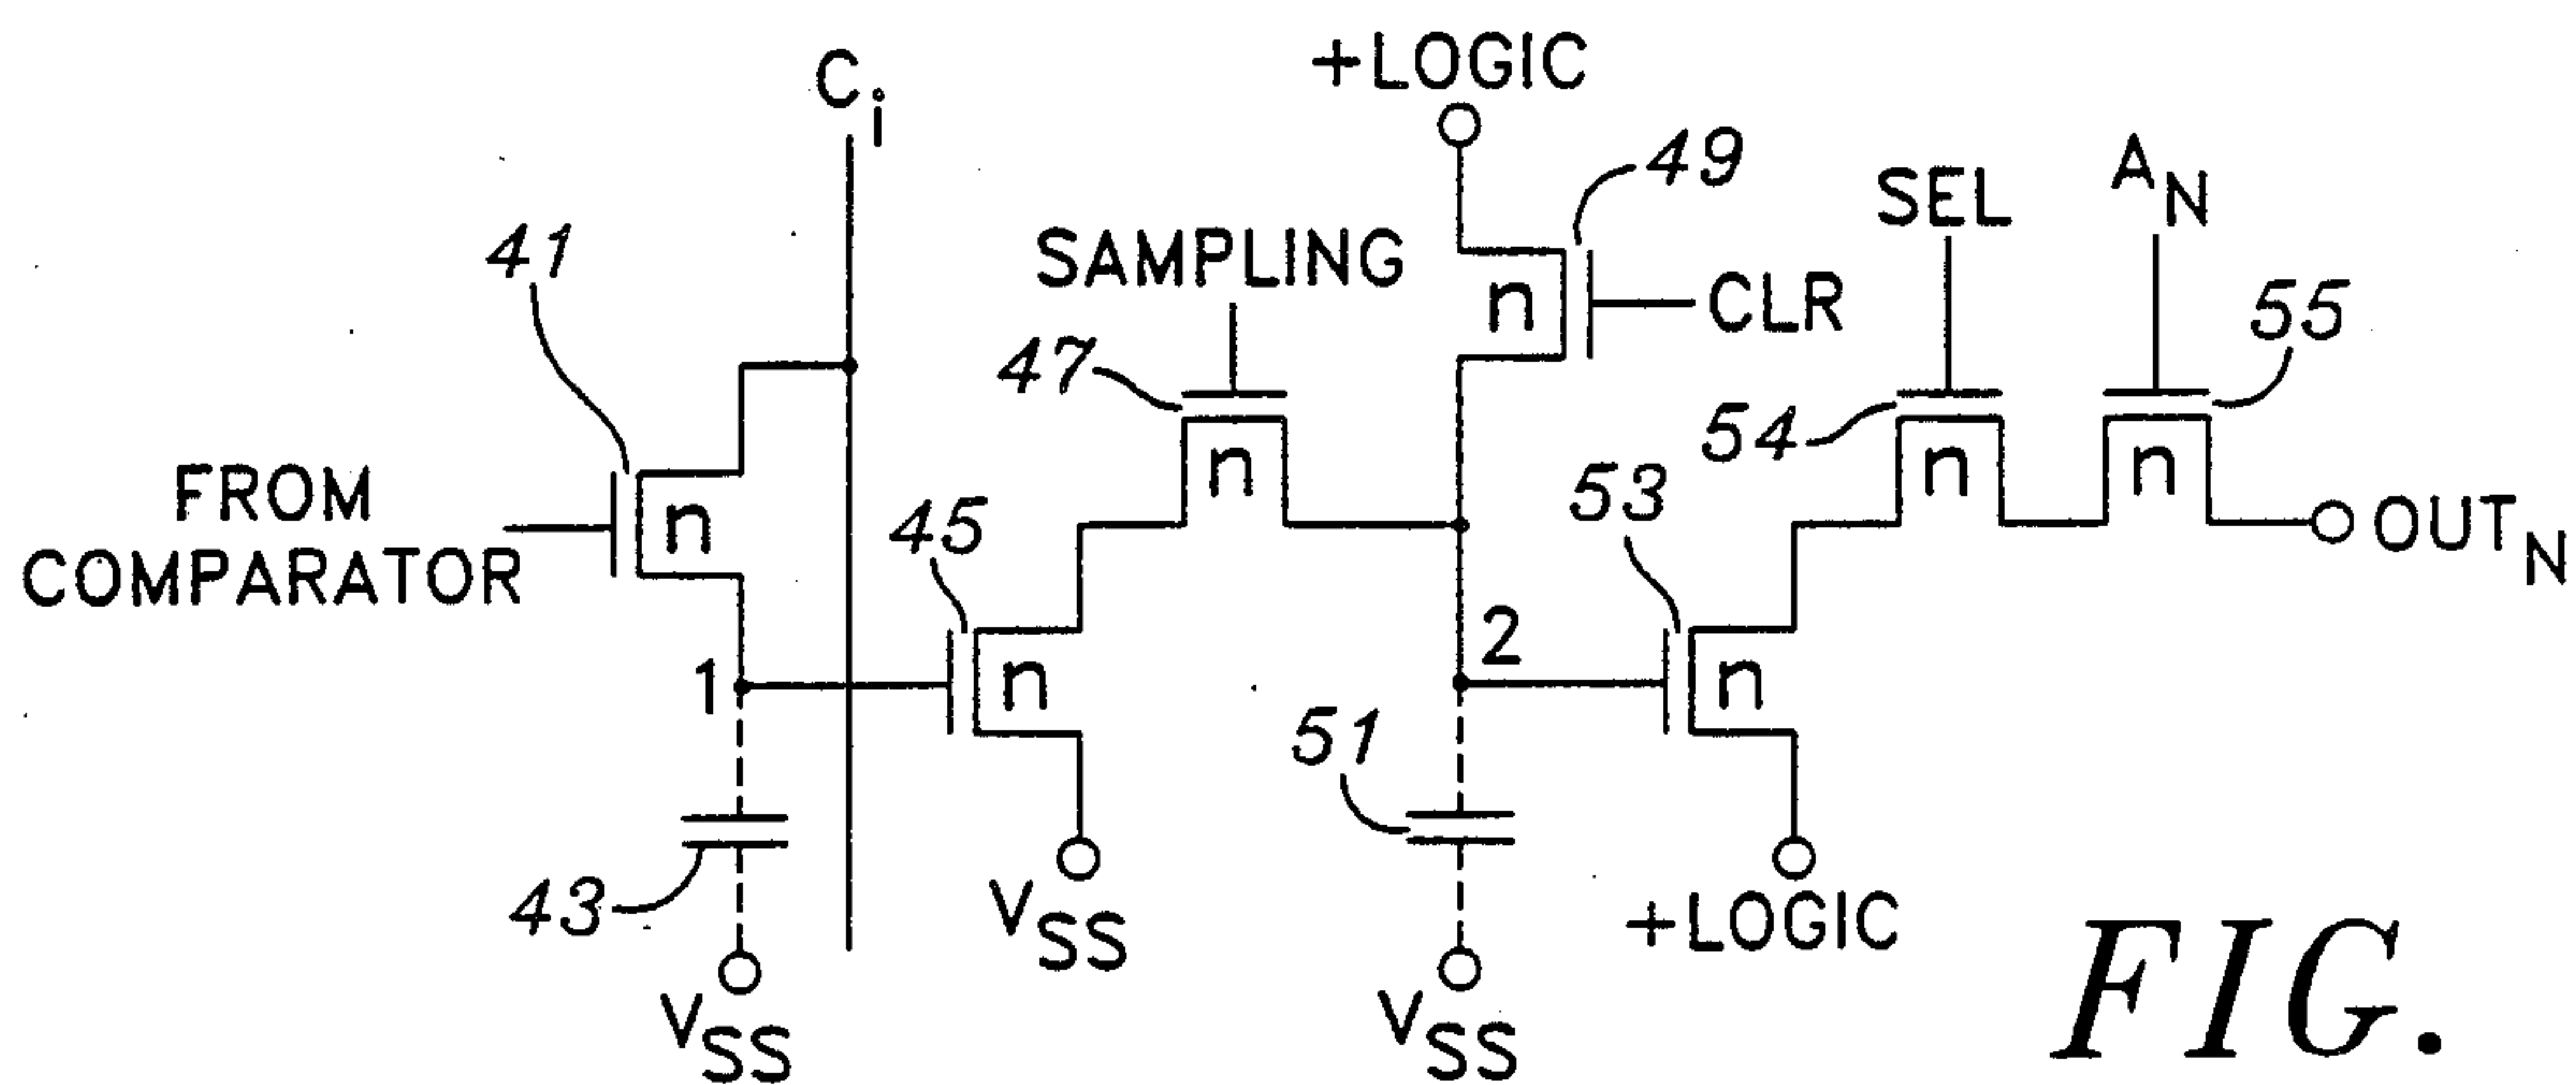 C_i
+LOGIC
49
41
SAMPLING
SEL
A_N
CLR
55
47
54
FROM
COMPARATOR
n
n
n
n
n
45
53
OUT_N
1
n
2
n
51
43
V_SS
+LOGIC
V_SS
V_SS
FIG.